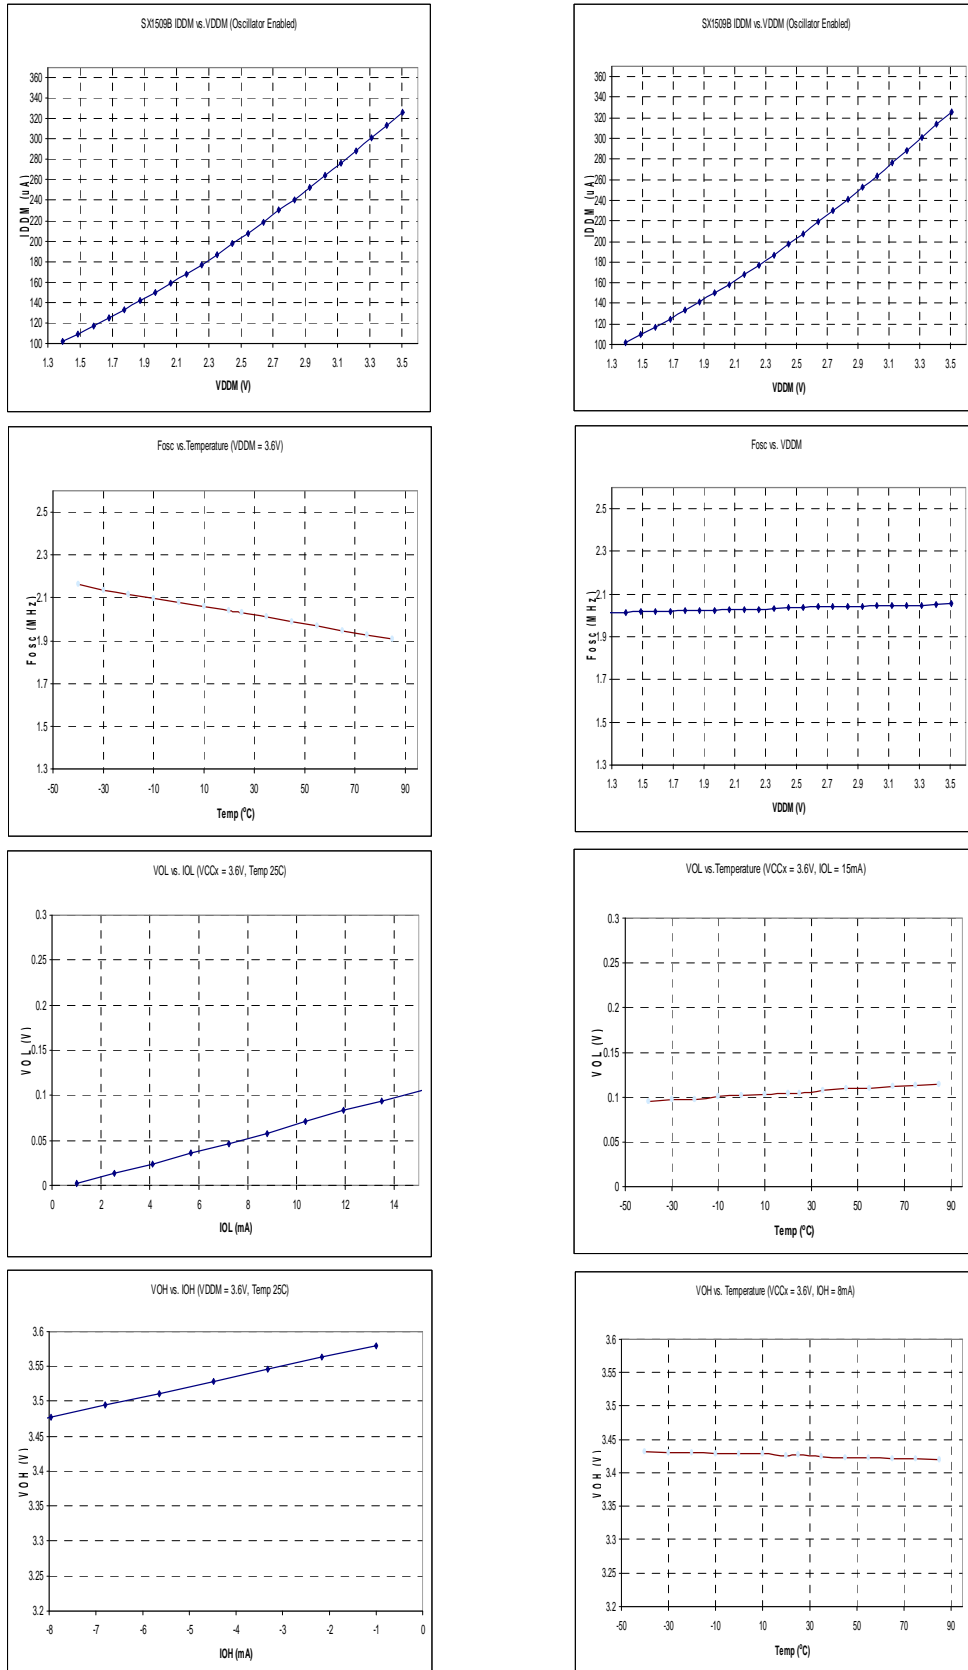 SX1509B IDDM vs. VDDM (Oscillator Enabled)
360
340
320
300
280
260
240
220
200
180
160
140
120
100
IDDM (uA)
1.3 1.5 1.7 1.9 2.1 2.3 2.5 2.7 2.9 3.1 3.3 3.5
VDDM (V)
SX1509B IDDM vs. VDDM (Oscillator Enabled)
360
340
320
300
280
260
240
220
200
180
160
140
120
100
IDDM (uA)
1.3 1.5 1.7 1.9 2.1 2.3 2.5 2.7 2.9 3.1 3.3 3.5
VDDM (V)
Fosc vs. Temperature (VDDM = 3.6V)
2.5
2.3
2.1
1.9
1.7
1.5
1.3
Fosc (MHz)
-50 -30 -10 10 30 50 70 90
Temp (°C)
Fosc vs. VDDM
2.5
2.3
2.1
1.9
1.7
1.5
1.3
Fosc (MHz)
1.3 1.5 1.7 1.9 2.1 2.3 2.5 2.7 2.9 3.1 3.3 3.5
VDDM (V)
VOL vs. IOL (VCCx = 3.6V, Temp 25C)
0.3
0.25
0.2
0.15
0.1
0.05
0
VOL (V)
0 2 4 6 8 10 12 14
IOL (mA)
VOL vs. Temperature (VCCx = 3.6V, IOL = 15mA)
0.3
0.25
0.2
0.15
0.1
0.05
0
VOL (V)
-50 -30 -10 10 30 50 70 90
Temp (°C)
VOH vs. IOH (VDDM = 3.6V, Temp 25C)
3.6
3.55
3.5
3.45
3.4
3.35
3.3
3.25
3.2
VOH (V)
-8 -7 -6 -5 -4 -3 -2 -1 0
IOH (mA)
VOH vs. Temperature (VCCx = 3.6V, IOH = 8mA)
3.6
3.55
3.5
3.45
3.4
3.35
3.3
3.25
3.2
VOH (V)
-50 -30 -10 10 30 50 70 90
Temp (°C)